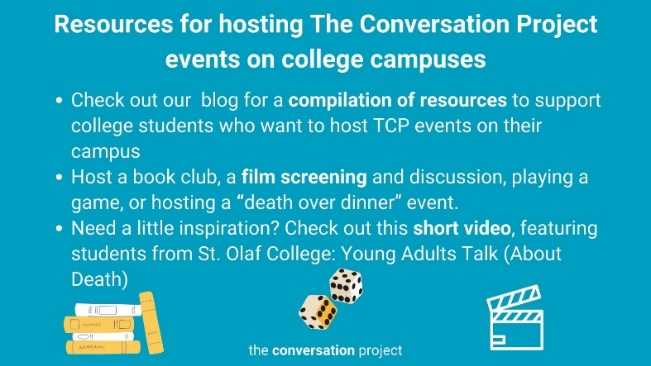 Resources for hosting The Conversation Project
events on college campuses
• Check out our blog for a compilation of resources to support
college students who want to host TCP events on their
campus
• Host a book club, a film screening and discussion, playing a
game, or hosting a “death over dinner” event.
• Need a little inspiration? Check out this short video, featuring
students from St. Olaf College: Young Adults Talk (About
Death)
the conversation project